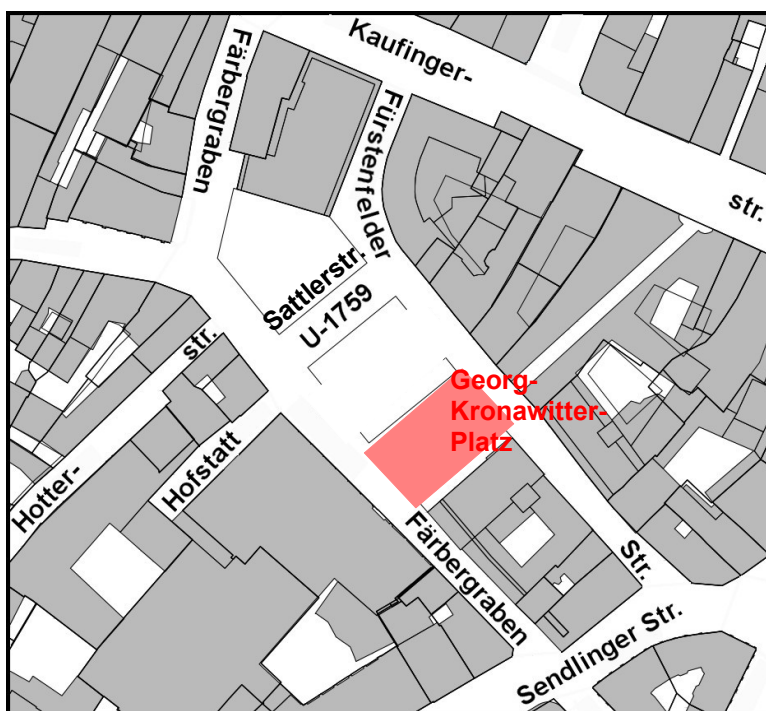 Kaufinger-
str.
Färbergraben
Fürstenfelder
Sattlerstr.
U-1759
str.
Georg-
Kronawitter-
Platz
Hotter-
Hofstatt
Färbergraben
Str.
Sendlinger Str.